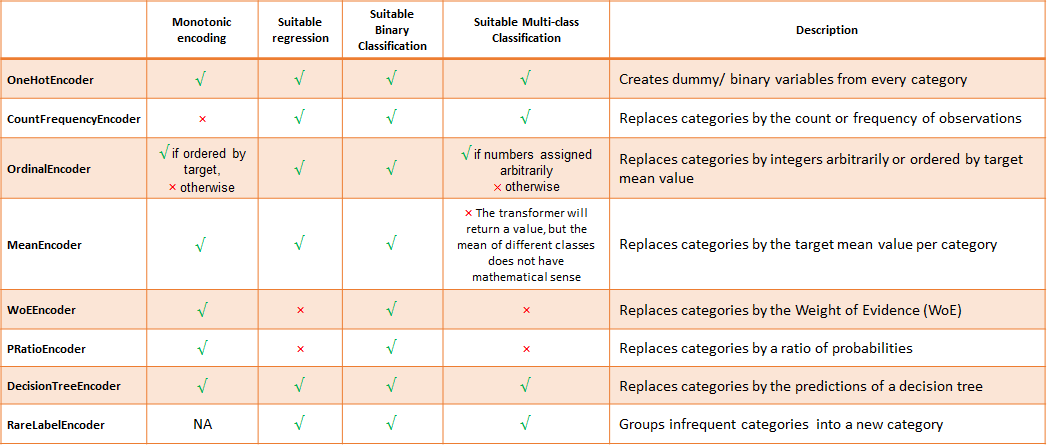 Monotonic encoding
Suitable regression
Suitable Binary Classification
Suitable Multi-class Classification
Description
OneHotEncoder
√
√
√
√
Creates dummy/ binary variables from every category
CountFrequencyEncoder
×
√
√
√
Replaces categories by the count or frequency of observations
OrdinalEncoder
√ if ordered by
target,
× otherwise
√
√
√ if numbers assigned
arbitrarily
× otherwise
Replaces categories by integers arbitrarily or ordered by target
mean value
MeanEncoder
√
√
√
× The transformer will
return a value, but the
mean of different classes
does not have
mathematical sense
Replaces categories by the target mean value per category
WoEEncoder
√
×
√
×
Replaces categories by the Weight of Evidence (WoE)
PRatioEncoder
√
×
√
×
Replaces categories by a ratio of probabilities
DecisionTreeEncoder
√
√
√
√
Replaces categories by the predictions of a decision tree
RareLabelEncoder
NA
√
√
√
Groups infrequent categories into a new category